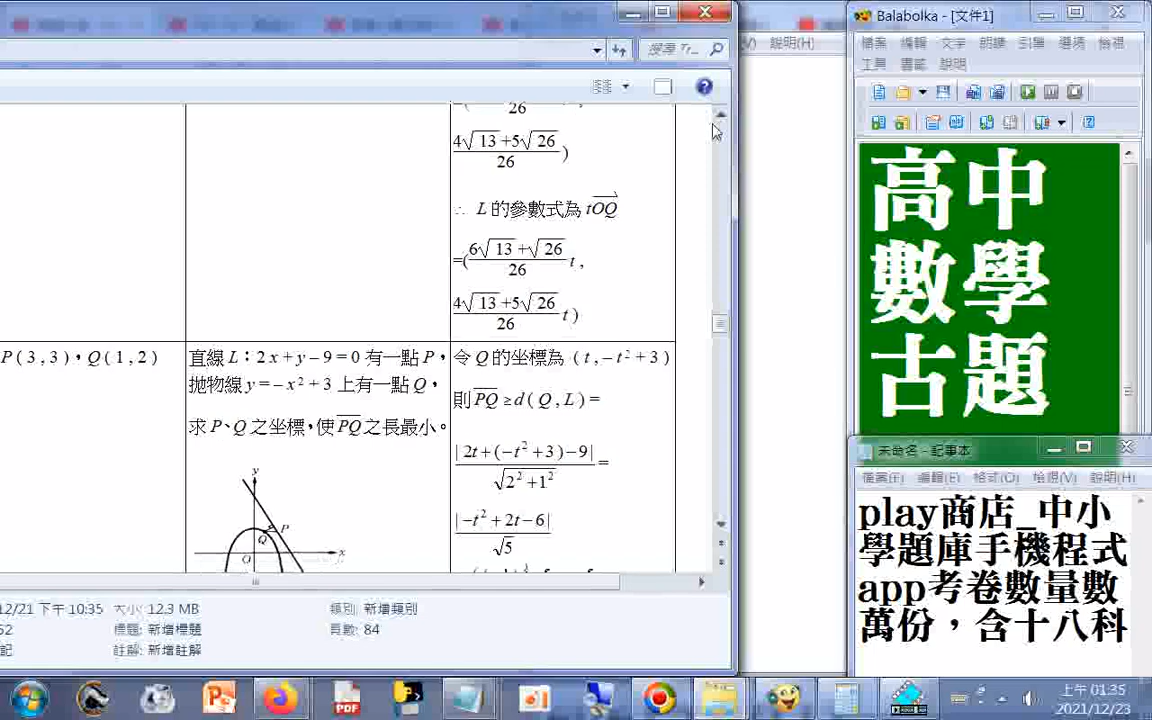 Balabolka - [文件1]
搜尋 Tr...
說明(H)
檔案 編輯 文字 朗讀 引擎 選項 檢視
工具 書籤 說明
26
4√13+5√26
26
)
∴ L 的參數式為 tOQ
=(6√13+√26
26
t ,
4√13+5√26
26
t )
P ( 3 , 3 ),Q ( 1 , 2 )
直線 L:2 x + y – 9 = 0 有一點 P,
拋物線 y = – x² + 3 上有一點 Q,
求 P、Q 之坐標,使 PQ 之長最小。
y
P
Q
O
x
令 Q 的坐標為 ( t , – t² + 3 )
則 PQ ≥ d ( Q , L ) =
| 2t + (– t² + 3) – 9 |
√2² + 1²
=
| –t² + 2t – 6 |
√5
高中
數學
古題
未命名 - 記事本
檔案(F) 編輯(E) 格式(O) 檢視(V) 說明(H)
play商店_中小
學題庫手機程式
app考卷數量數
萬份,含十八科
12/21 下午 10:35 大小: 12.3 MB 類別: 新增類別
標題: 新增標題 頁數: 84
註解: 新增註解
上午 01:35
2021/12/23